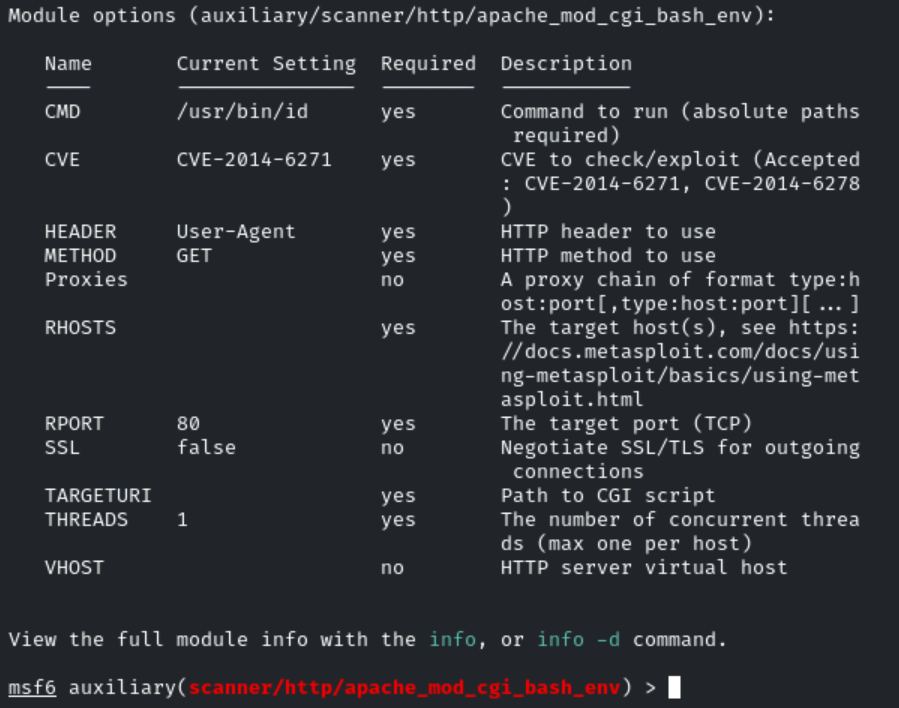 Module options (auxiliary/scanner/http/apache_mod_cgi_bash_env):
Name Current Setting Required Description
CMD /usr/bin/id yes Command to run (absolute paths
required)
CVE CVE-2014-6271 yes CVE to check/exploit (Accepted
: CVE-2014-6271, CVE-2014-6278
)
HEADER User-Agent yes HTTP header to use
METHOD GET yes HTTP method to use
Proxies no A proxy chain of format type:h
ost:port[,type:host:port][...]
RHOSTS yes The target host(s), see https:
//docs.metasploit.com/docs/usi
ng-metasploit/basics/using-met
asploit.html
RPORT 80 yes The target port (TCP)
SSL false no Negotiate SSL/TLS for outgoing
connections
TARGETURI yes Path to CGI script
THREADS 1 yes The number of concurrent threa
ds (max one per host)
VHOST no HTTP server virtual host
View the full module info with the info, or info -d command.
msf6 auxiliary(scanner/http/apache_mod_cgi_bash_env) >